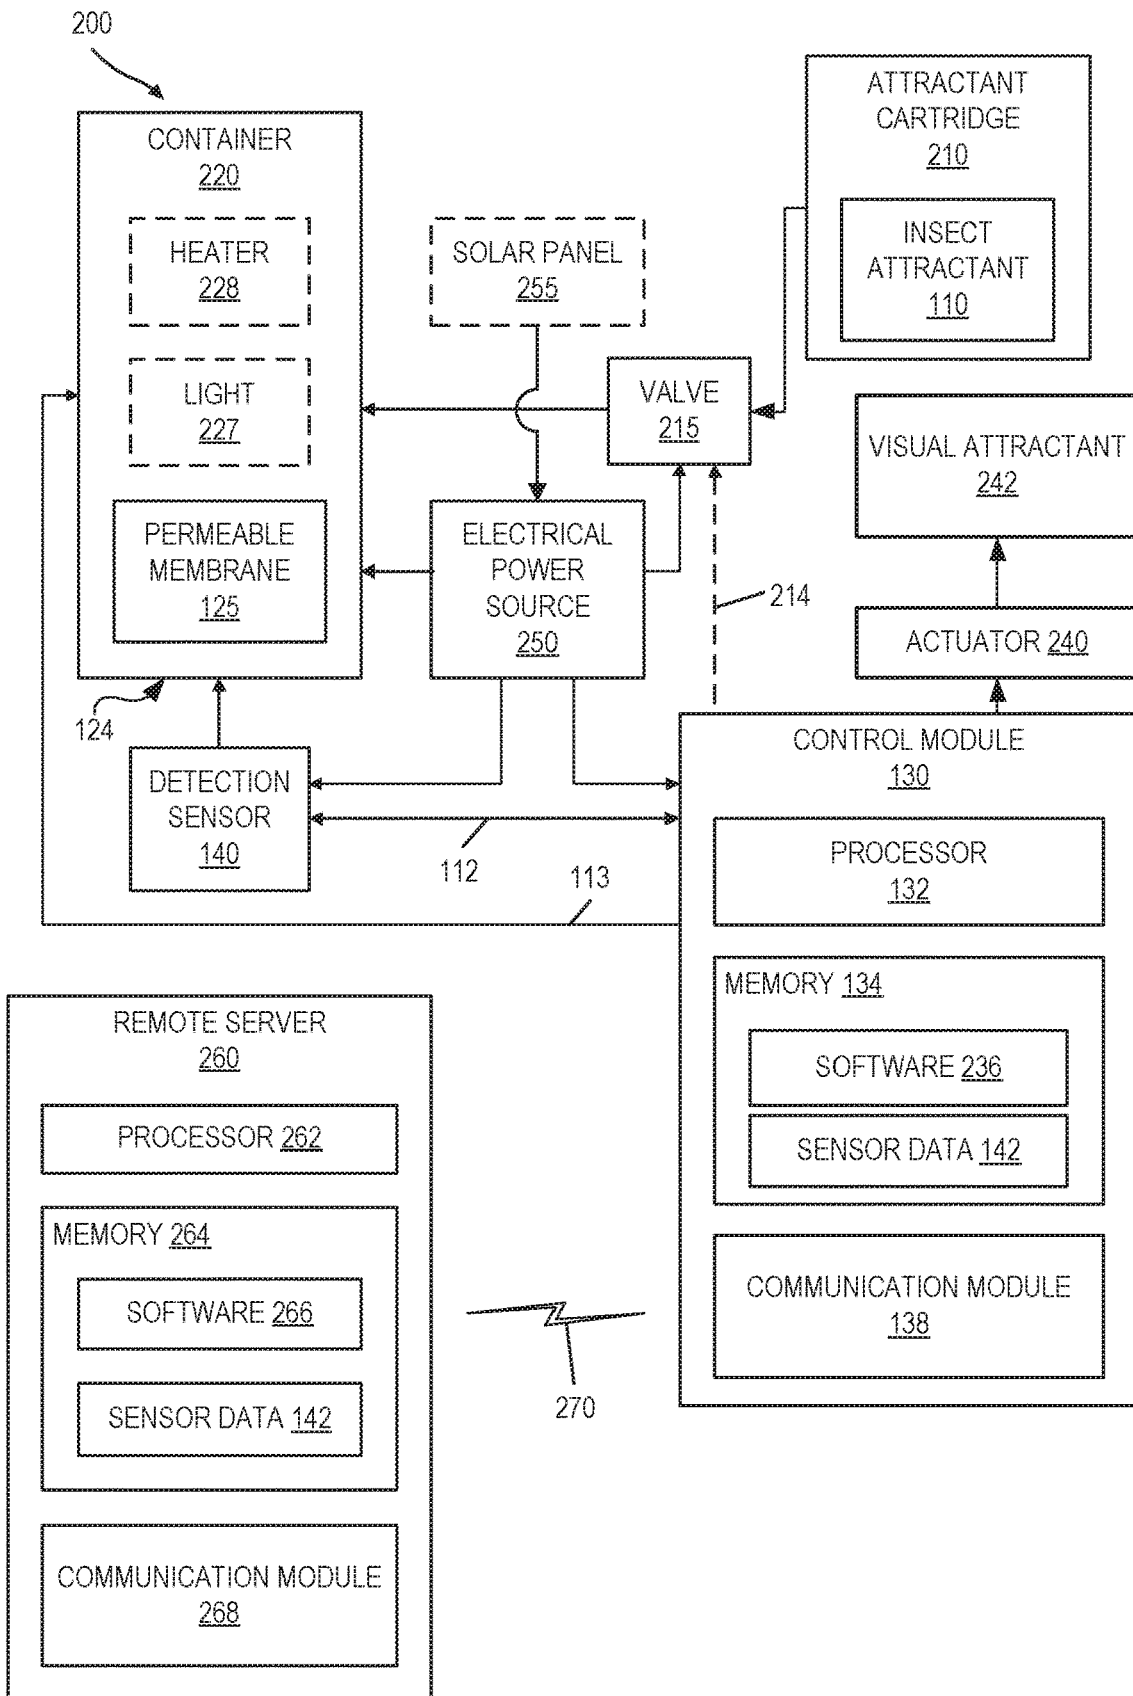 200
CONTAINER
220
HEATER
228
LIGHT
227
PERMEABLE
MEMBRANE
125
124
SOLAR PANEL
255
ATTRACTANT
CARTRIDGE
210
INSECT
ATTRACTANT
110
VALVE
215
VISUAL ATTRACTANT
242
ELECTRICAL
POWER
SOURCE
250
214
ACTUATOR 240
DETECTION
SENSOR
140
112
113
CONTROL MODULE
130
PROCESSOR
132
MEMORY 134
SOFTWARE 236
SENSOR DATA 142
COMMUNICATION MODULE
138
REMOTE SERVER
260
PROCESSOR 262
MEMORY 264
SOFTWARE 266
SENSOR DATA 142
COMMUNICATION MODULE
268
270